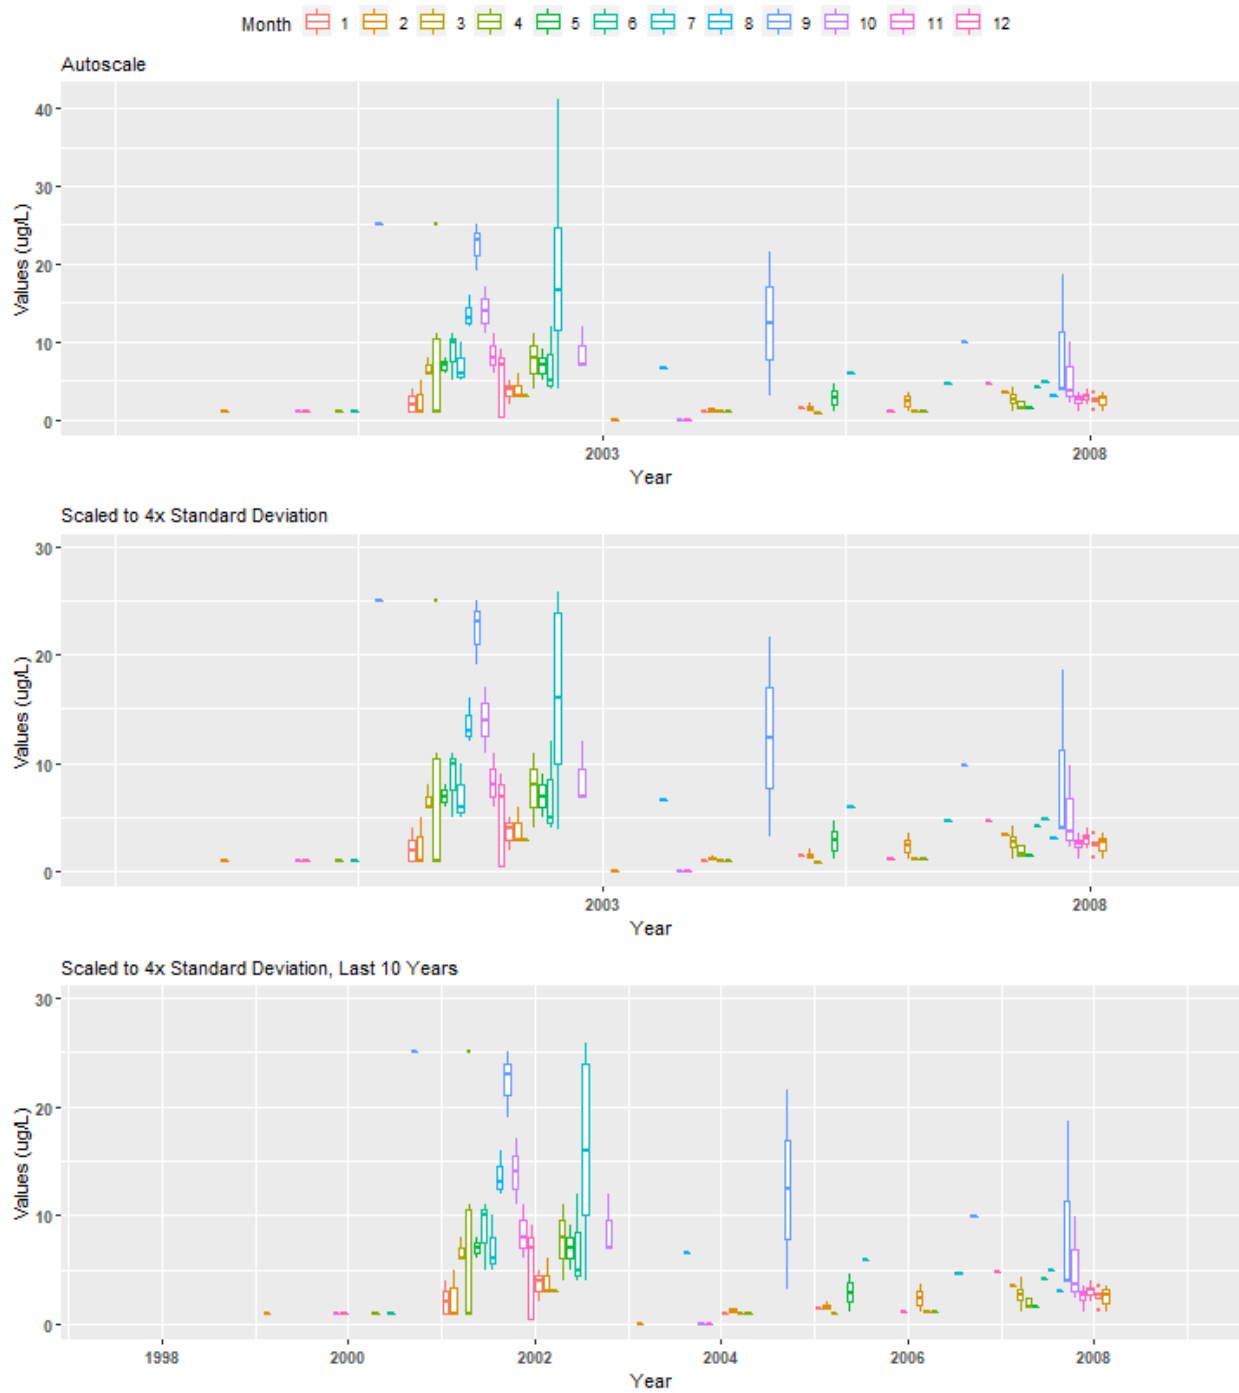 Month 1 2 3 4 5 6 7 8 9 10 11 12
Autoscale
Values (ug/L)
40
30
20
10
0
2003 2008
Year
Scaled to 4x Standard Deviation
Values (ug/L)
30
20
10
0
2003 2008
Year
Scaled to 4x Standard Deviation, Last 10 Years
Values (ug/L)
30
20
10
0
1998 2000 2002 2004 2006 2008
Year